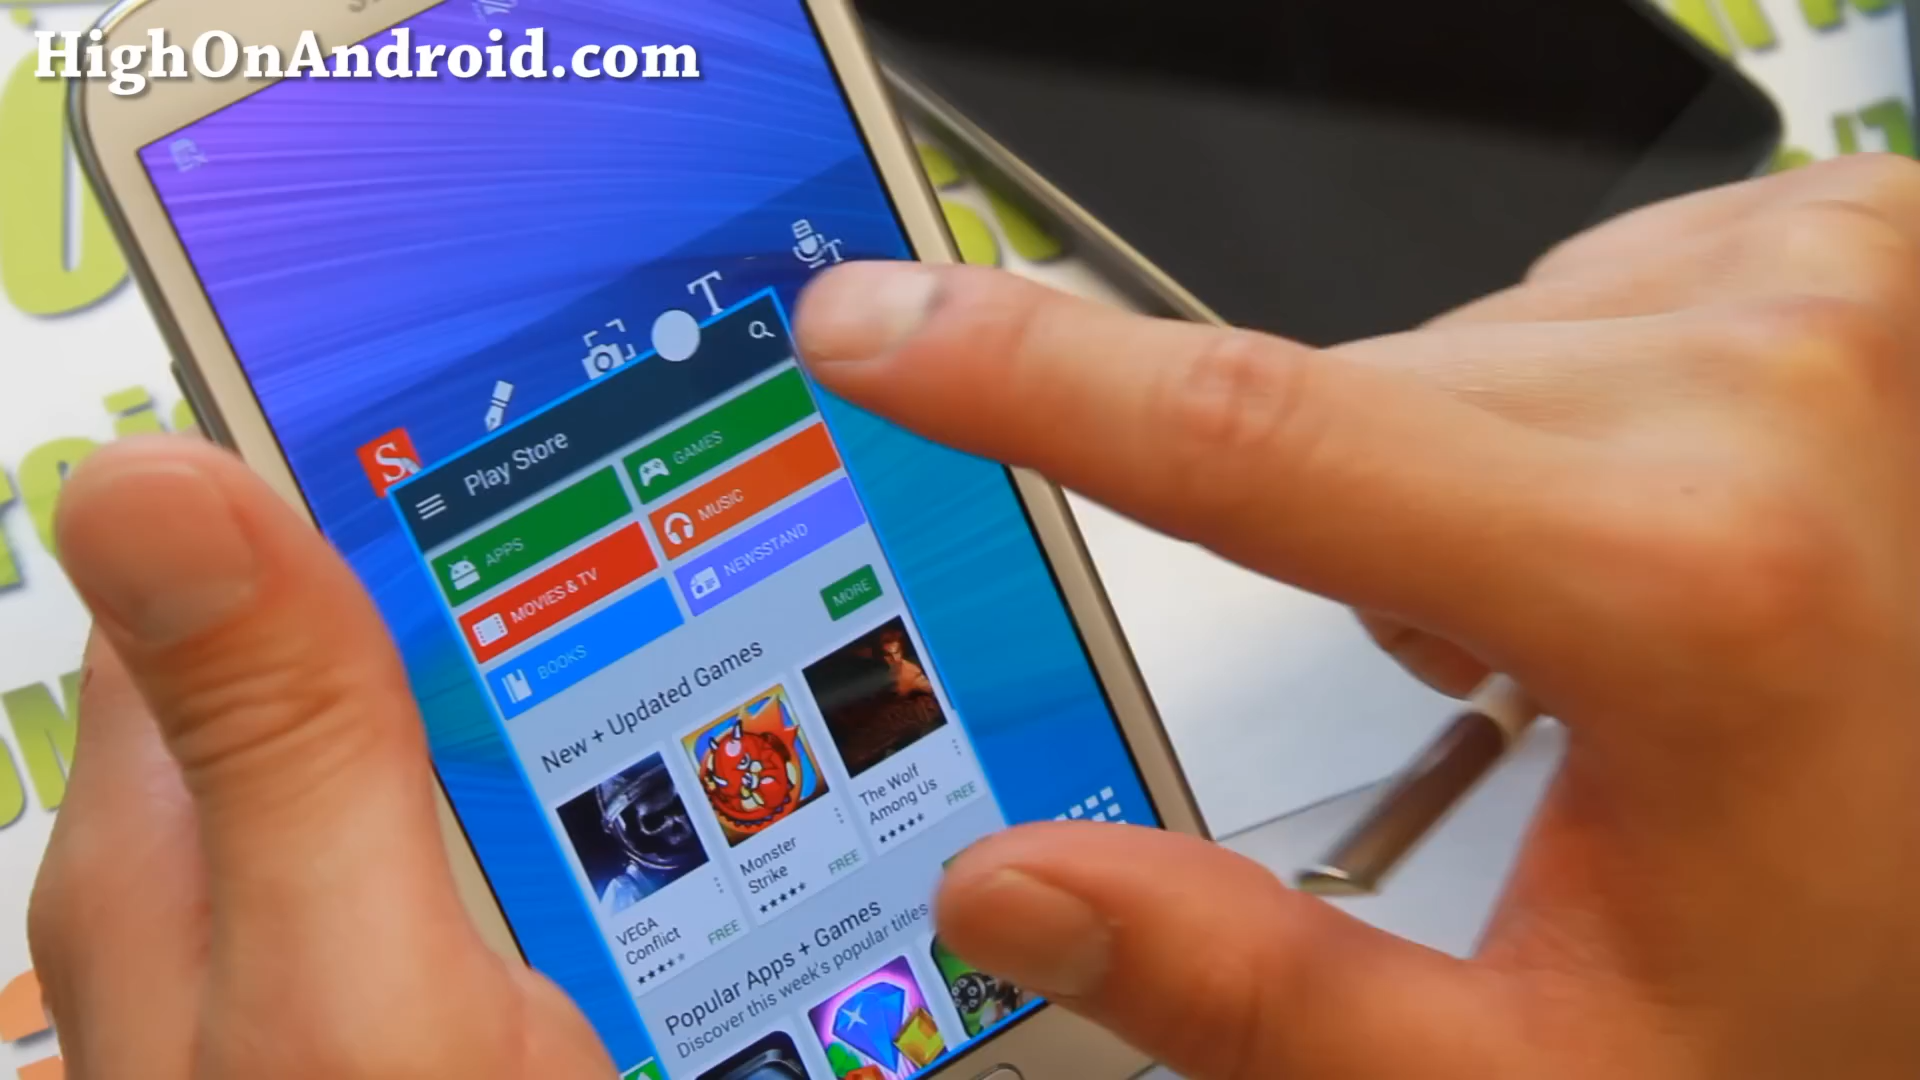 HighOnAndroid.com
T
T
S
Play Store
APPS
GAMES
MOVIES & TV
MUSIC
BOOKS
NEWSSTAND
New + Updated Games
MORE
VEGA
Conflict
FREE
Monster
Strike
FREE
The Wolf
Among Us
FREE
Popular Apps + Games
Discover this week's popular titles